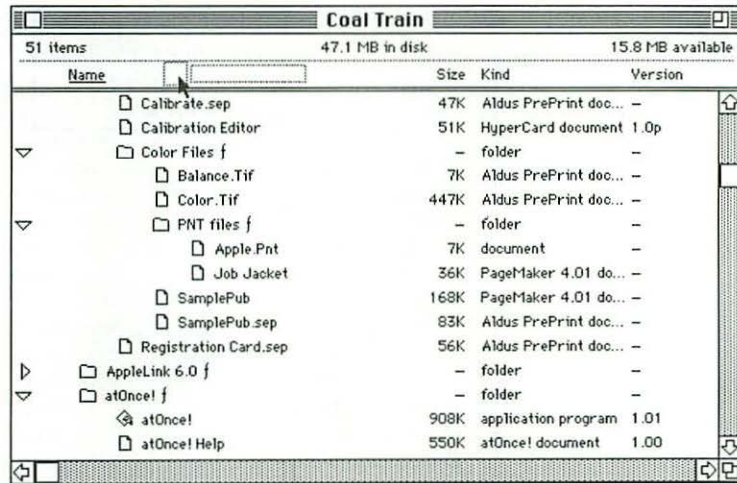 Coal Train
51 items 47.1 MB in disk 15.8 MB available
Name Size Kind Version
Calibrate.sep 47K Aldus PrePrint doc... –
Calibration Editor 51K HyperCard document 1.0p
Color Files ƒ – folder –
Balance.Tif 7K Aldus PrePrint doc... –
Color.Tif 447K Aldus PrePrint doc... –
PNT files ƒ – folder –
Apple.Pnt 7K document –
Job Jacket 36K PageMaker 4.01 do... –
SamplePub 168K PageMaker 4.01 do... –
SamplePub.sep 83K Aldus PrePrint doc... –
Registration Card.sep 56K Aldus PrePrint doc... –
AppleLink 6.0 ƒ – folder –
atOnce! ƒ – folder –
atOnce! 908K application program 1.01
atOnce! Help 550K atOnce! document 1.00